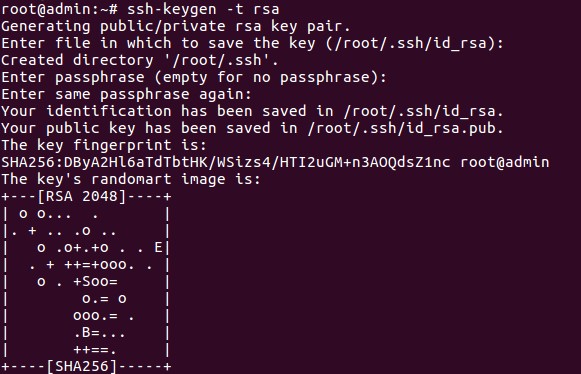 root@admin:~# ssh-keygen -t rsa
Generating public/private rsa key pair.
Enter file in which to save the key (/root/.ssh/id_rsa):
Created directory '/root/.ssh'.
Enter passphrase (empty for no passphrase):
Enter same passphrase again:
Your identification has been saved in /root/.ssh/id_rsa.
Your public key has been saved in /root/.ssh/id_rsa.pub.
The key fingerprint is:
SHA256:DByA2Hl6aTdTbtHK/WSizs4/HTI2uGM+n3AOQdsZ1nc root@admin
The key's randomart image is:
+---[RSA 2048]----+
| o o...  .       |
|. + .. .o ..     |
|   o .o+.+o . . E|
|  . + ++=+ooo. . |
|   o . +Soo=     |
|        o.= o    |
|       ooo.= .   |
|       .B=...    |
|       ++==.     |
+----[SHA256]-----+